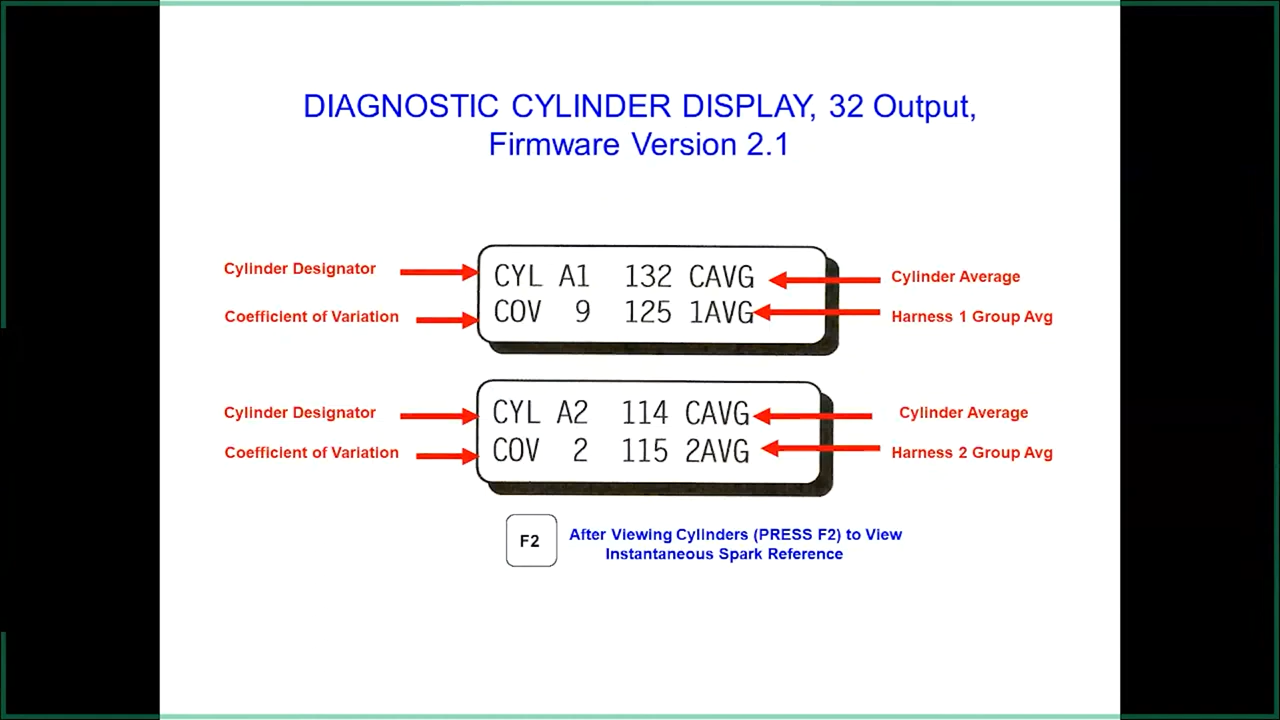 DIAGNOSTIC CYLINDER DISPLAY, 32 Output,
Firmware Version 2.1
Cylinder Designator
CYL A1 132 CAVG
Cylinder Average
Coefficient of Variation
COV 9 125 1AVG
Harness 1 Group Avg
Cylinder Designator
CYL A2 114 CAVG
Cylinder Average
Coefficient of Variation
COV 2 115 2AVG
Harness 2 Group Avg
F2
After Viewing Cylinders (PRESS F2) to View
Instantaneous Spark Reference